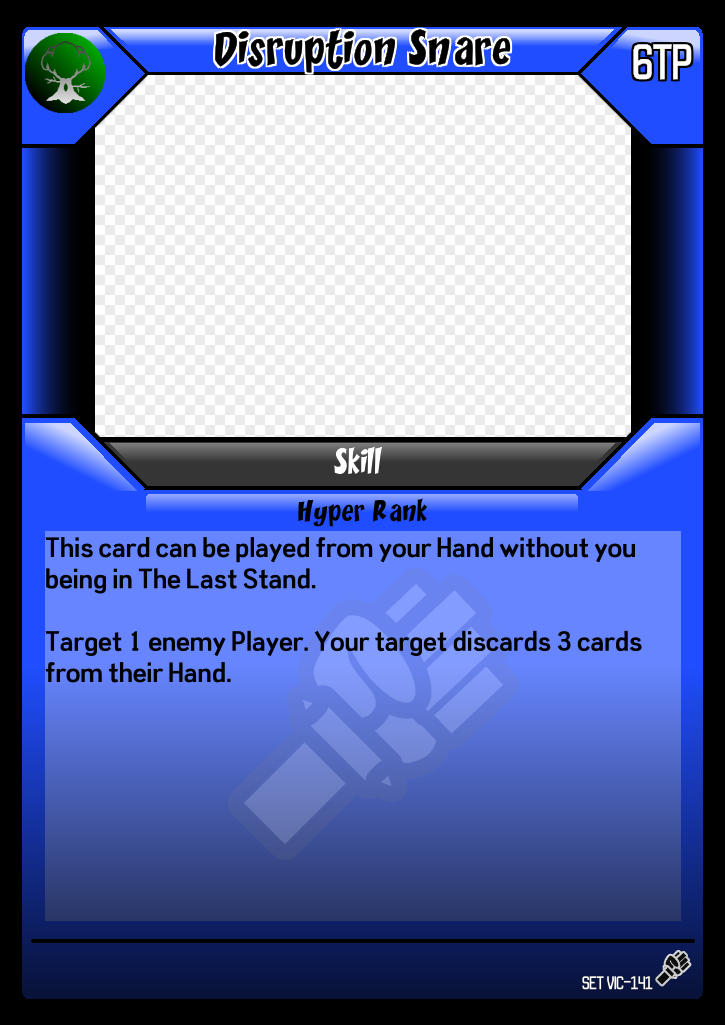 Disruption Snare
6TP
Skill
Hyper Rank
This card can be played from your Hand without you
being in The Last Stand.
Target 1 enemy Player. Your target discards 3 cards
from their Hand.
SET VIC-141